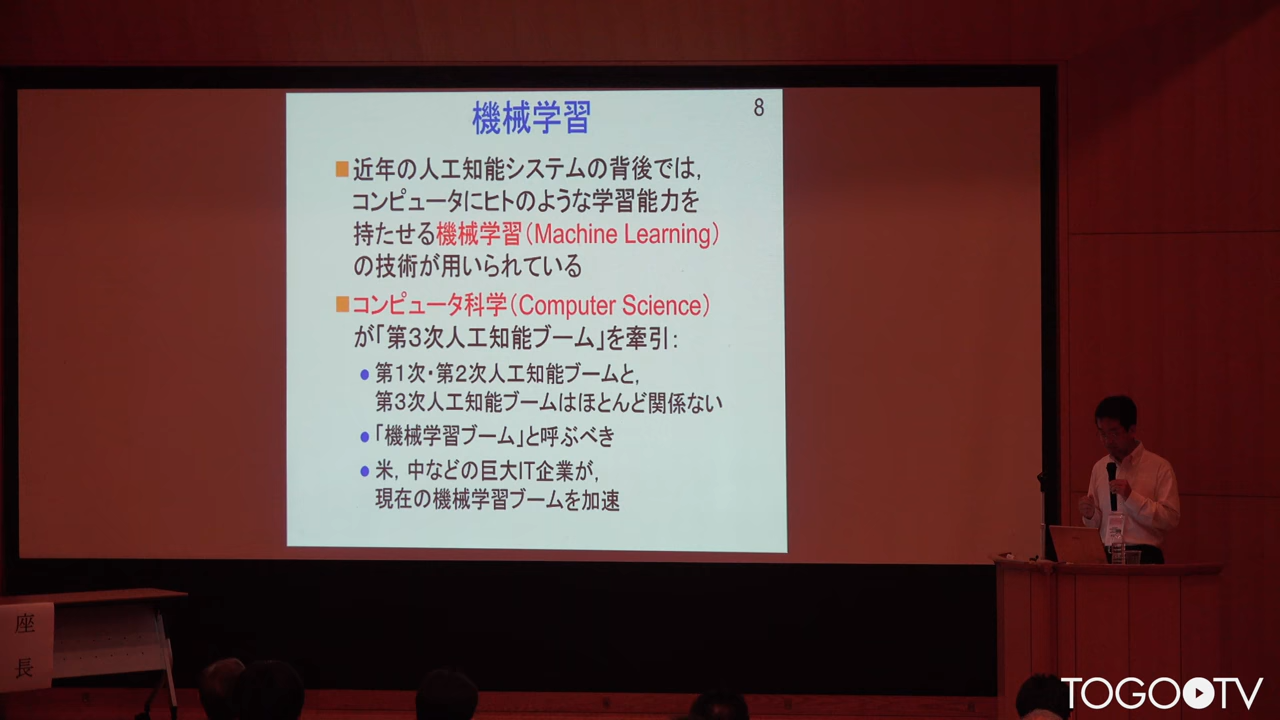 機械学習
8
■近年の人工知能システムの背後では,
コンピュータにヒトのような学習能力を
持たせる機械学習(Machine Learning)
の技術が用いられている
■コンピュータ科学(Computer Science)
が「第3次人工知能ブーム」を牽引:
●第1次・第2次人工知能ブームと,
第3次人工知能ブームはほとんど関係ない
●「機械学習ブーム」と呼ぶべき
●米,中などの巨大IT企業が,
現在の機械学習ブームを加速
座長
TOGOTV